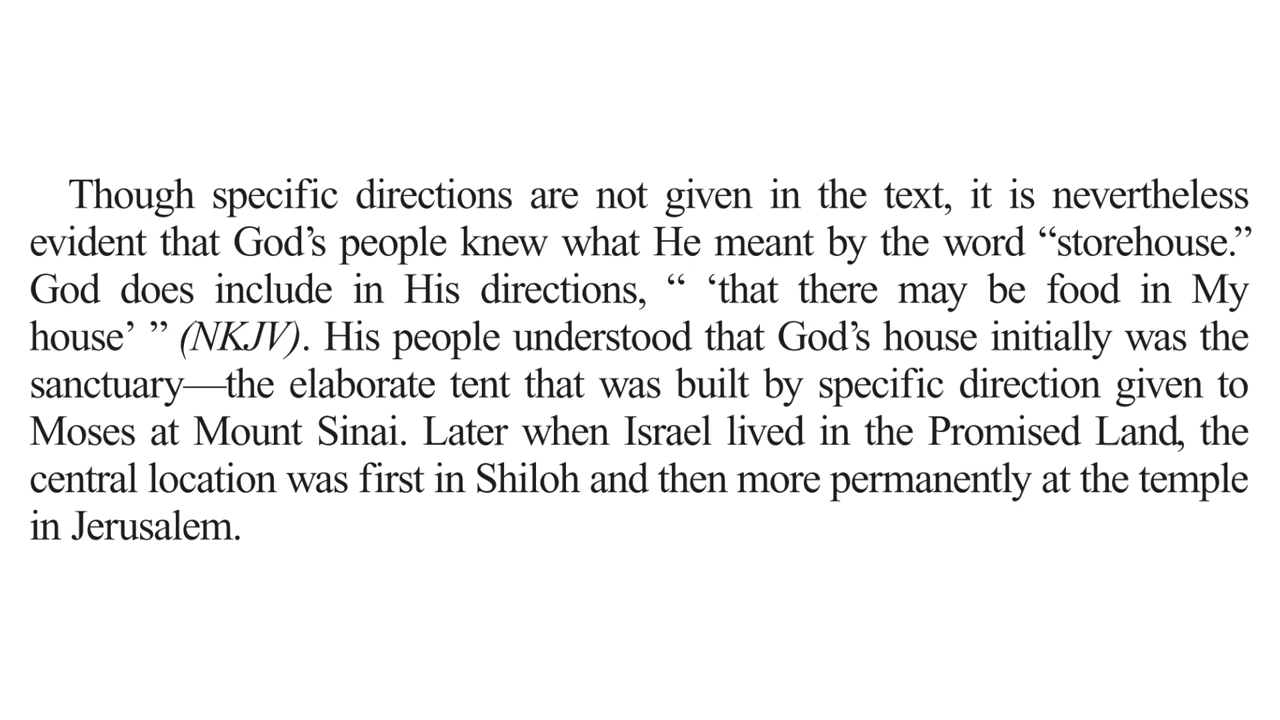 Though specific directions are not given in the text, it is nevertheless
evident that God’s people knew what He meant by the word “storehouse.”
God does include in His directions, “ ‘that there may be food in My
house’ ” (NKJV). His people understood that God’s house initially was the
sanctuary—the elaborate tent that was built by specific direction given to
Moses at Mount Sinai. Later when Israel lived in the Promised Land, the
central location was first in Shiloh and then more permanently at the temple
in Jerusalem.